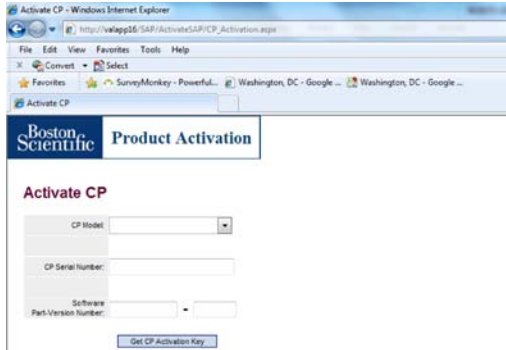 Activate CP - Windows Internet Explorer
http://valapp16/SAP/ActivateSAP/CP_Activation.aspx
File Edit View Favorites Tools Help
x Convert Select
Favorites SurveyMonkey - Powerful... Washington, DC - Google ... Washington, DC - Google ...
Activate CP
Boston Scientific Product Activation
Activate CP
CP Model:
CP Serial Number:
Software
Part-Version Number: -
Get CP Activation Key